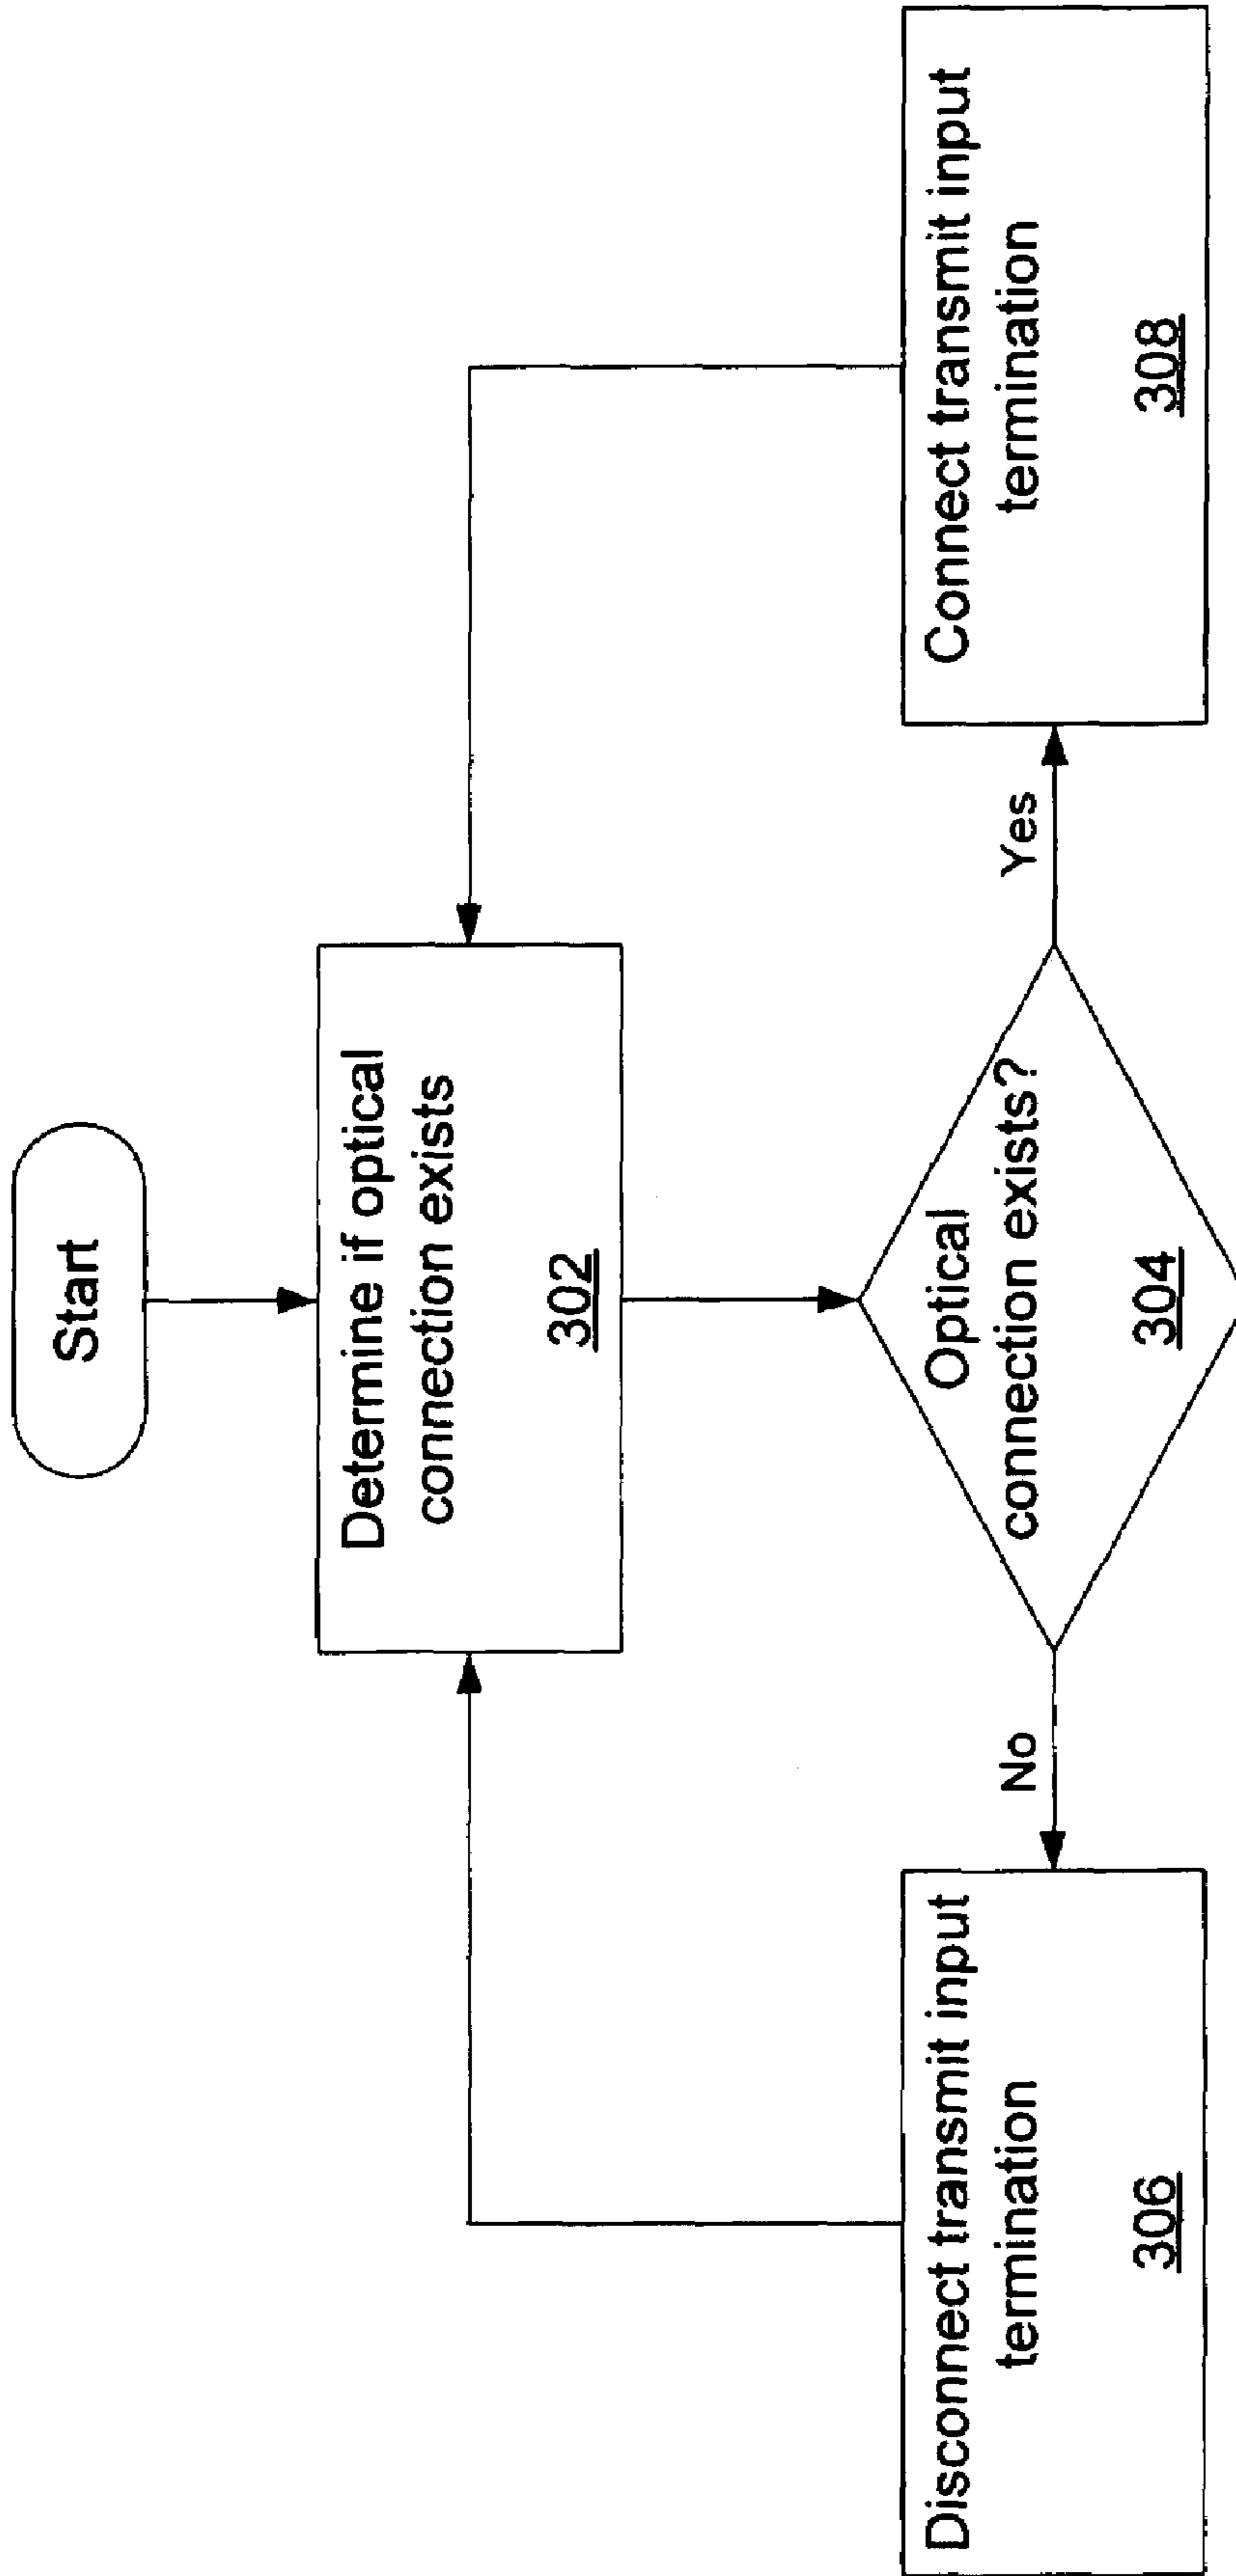 Start
Determine if optical
connection exists
302
Optical
connection exists?
304
No
Yes
Disconnect transmit input
termination
306
Connect transmit input
termination
308